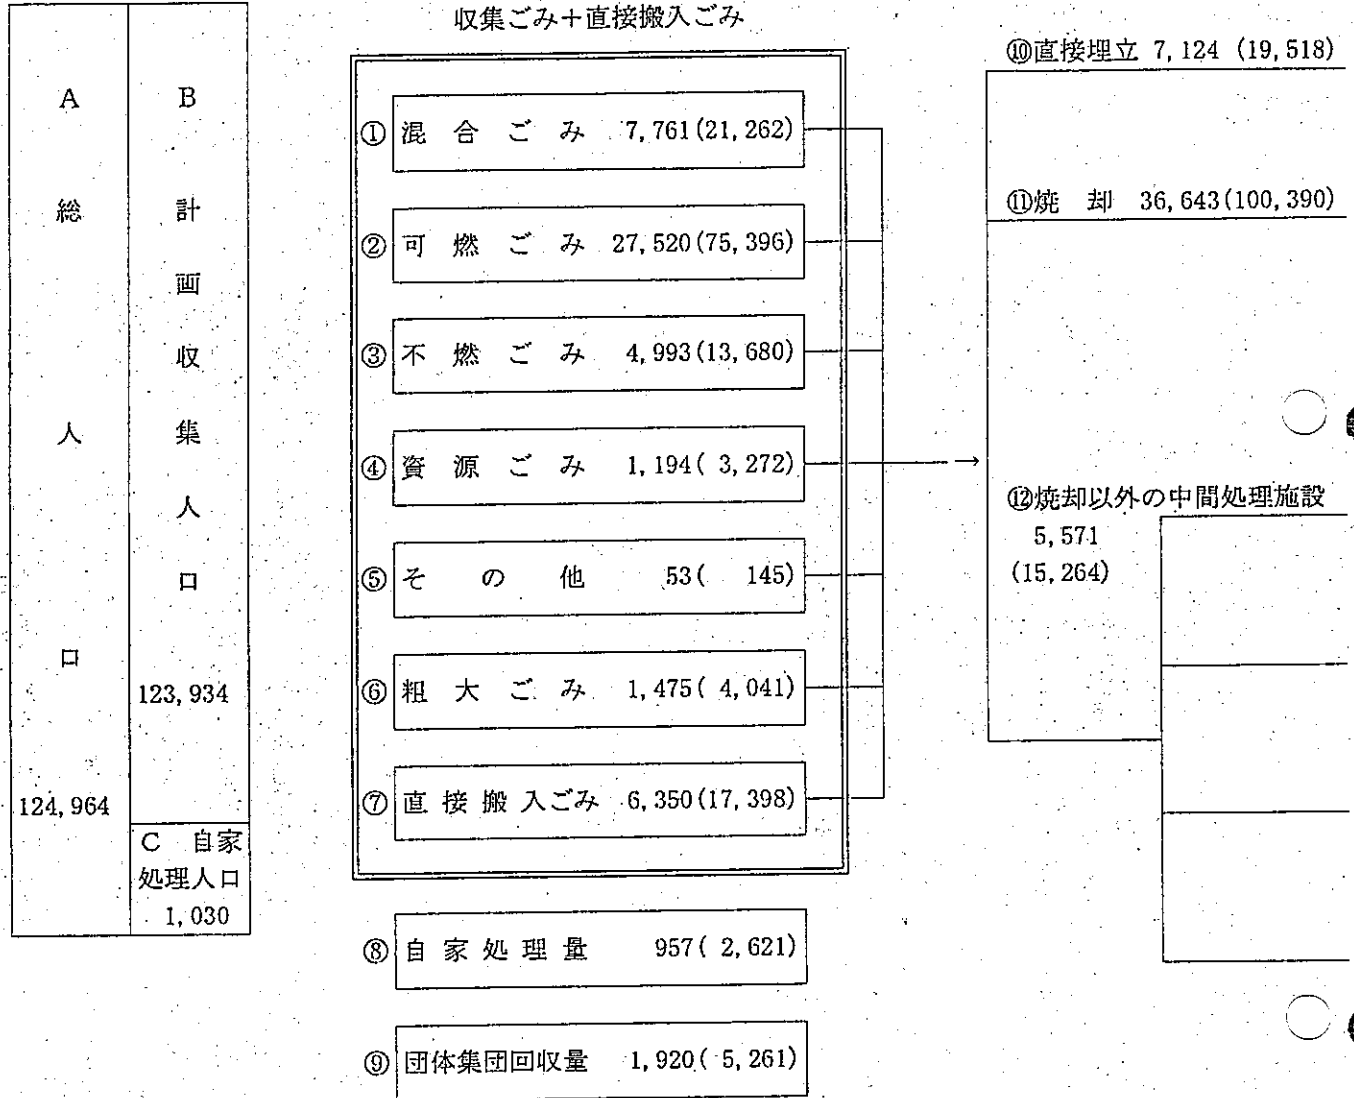 収集ごみ+直接搬入ごみ
A 総人口
124,964
B 計画収集人口
123,934
C 自家
処理人口
1,030
① 混合ごみ 7,761(21,262)
② 可燃ごみ 27,520(75,396)
③ 不燃ごみ 4,993(13,680)
④ 資源ごみ 1,194( 3,272)
⑤ その他 53( 145)
⑥ 粗大ごみ 1,475( 4,041)
⑦ 直接搬入ごみ 6,350(17,398)
⑧ 自家処理量 957( 2,621)
⑨ 団体集団回収量 1,920( 5,261)
⑩直接埋立 7,124 (19,518)
⑪焼却 36,643(100,390)
⑫焼却以外の中間処理施設
5,571
(15,264)